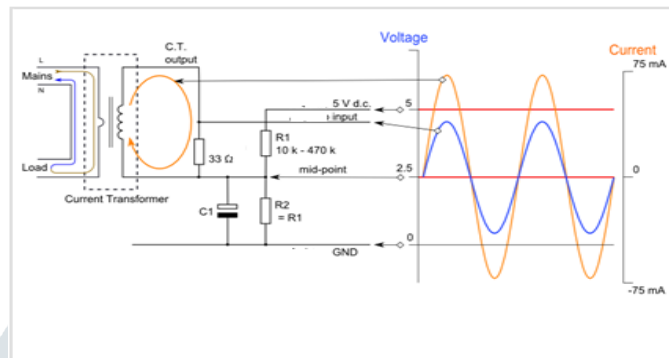 C.T.
output
Voltage
Current
75 mA
L
Mains
N
5 V d.c.
5
input
R1
10 k - 470 k
33 Ω
mid-point
2.5
0
Load
Current Transformer
C1
R2
= R1
0
GND
-75 mA